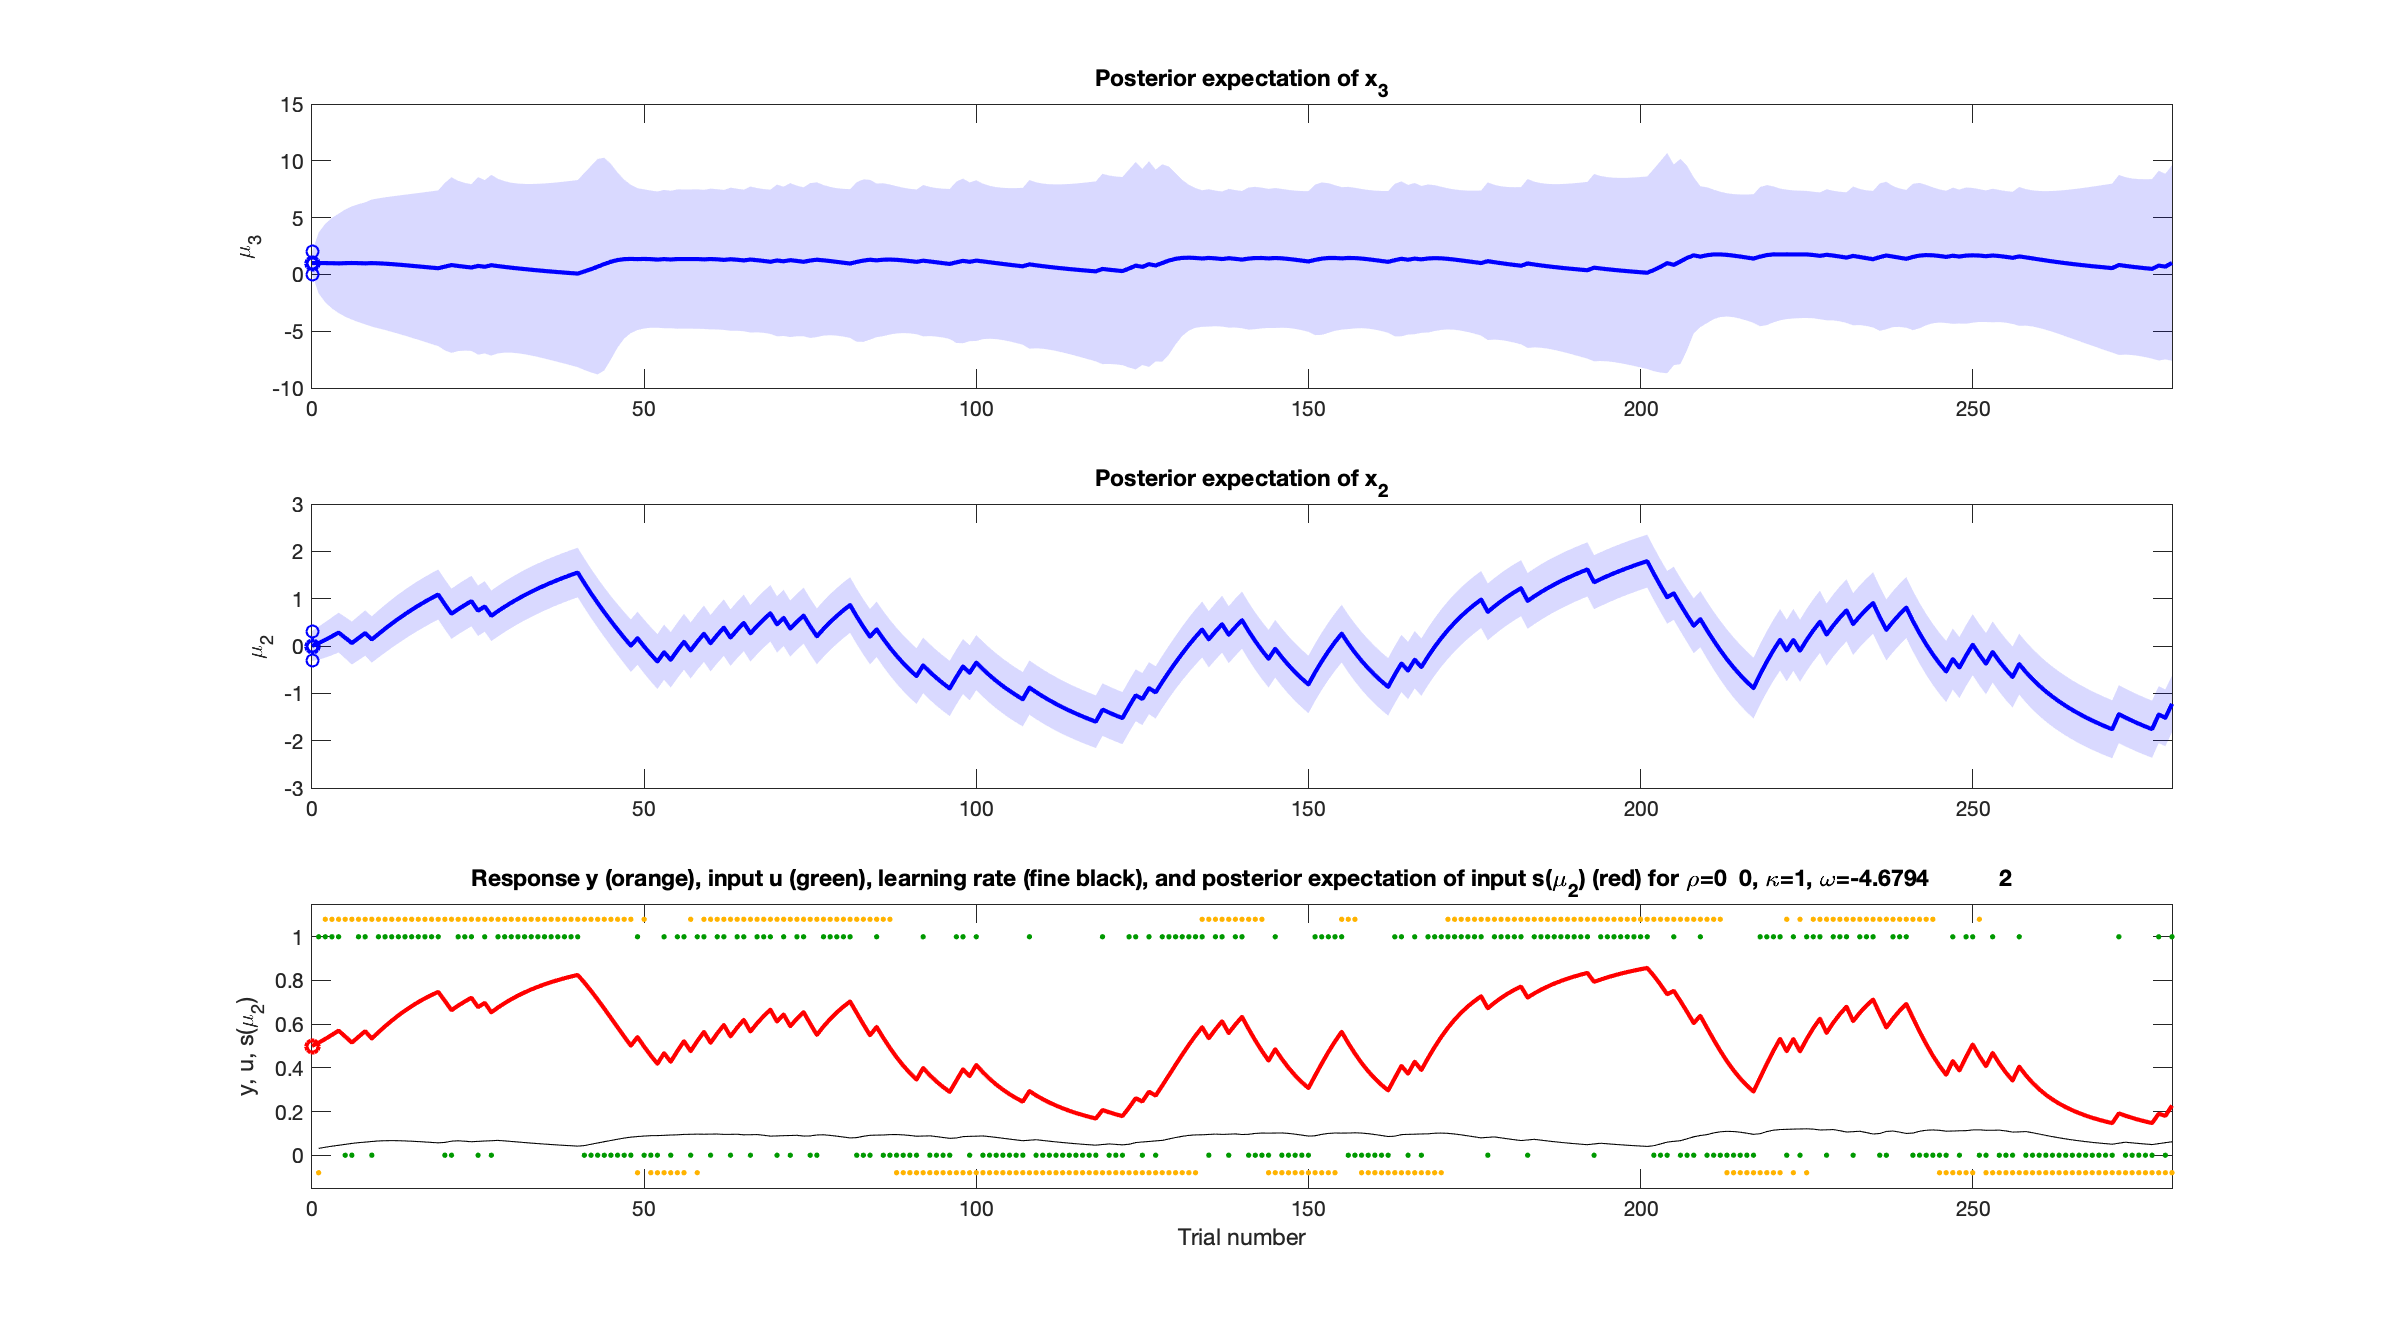 Posterior expectation of x3
15
10
5
0
-5
-10
μ3
0 50 100 150 200 250
Posterior expectation of x2
3
2
1
0
-1
-2
-3
μ2
0 50 100 150 200 250
Response y (orange), input u (green), learning rate (fine black), and posterior expectation of input s(μ2) (red) for ρ=0 0, κ=1, ω=-4.6794 2
1
0.8
0.6
0.4
0.2
0
y, u, s(μ2)
0 50 100 150 200 250
Trial number